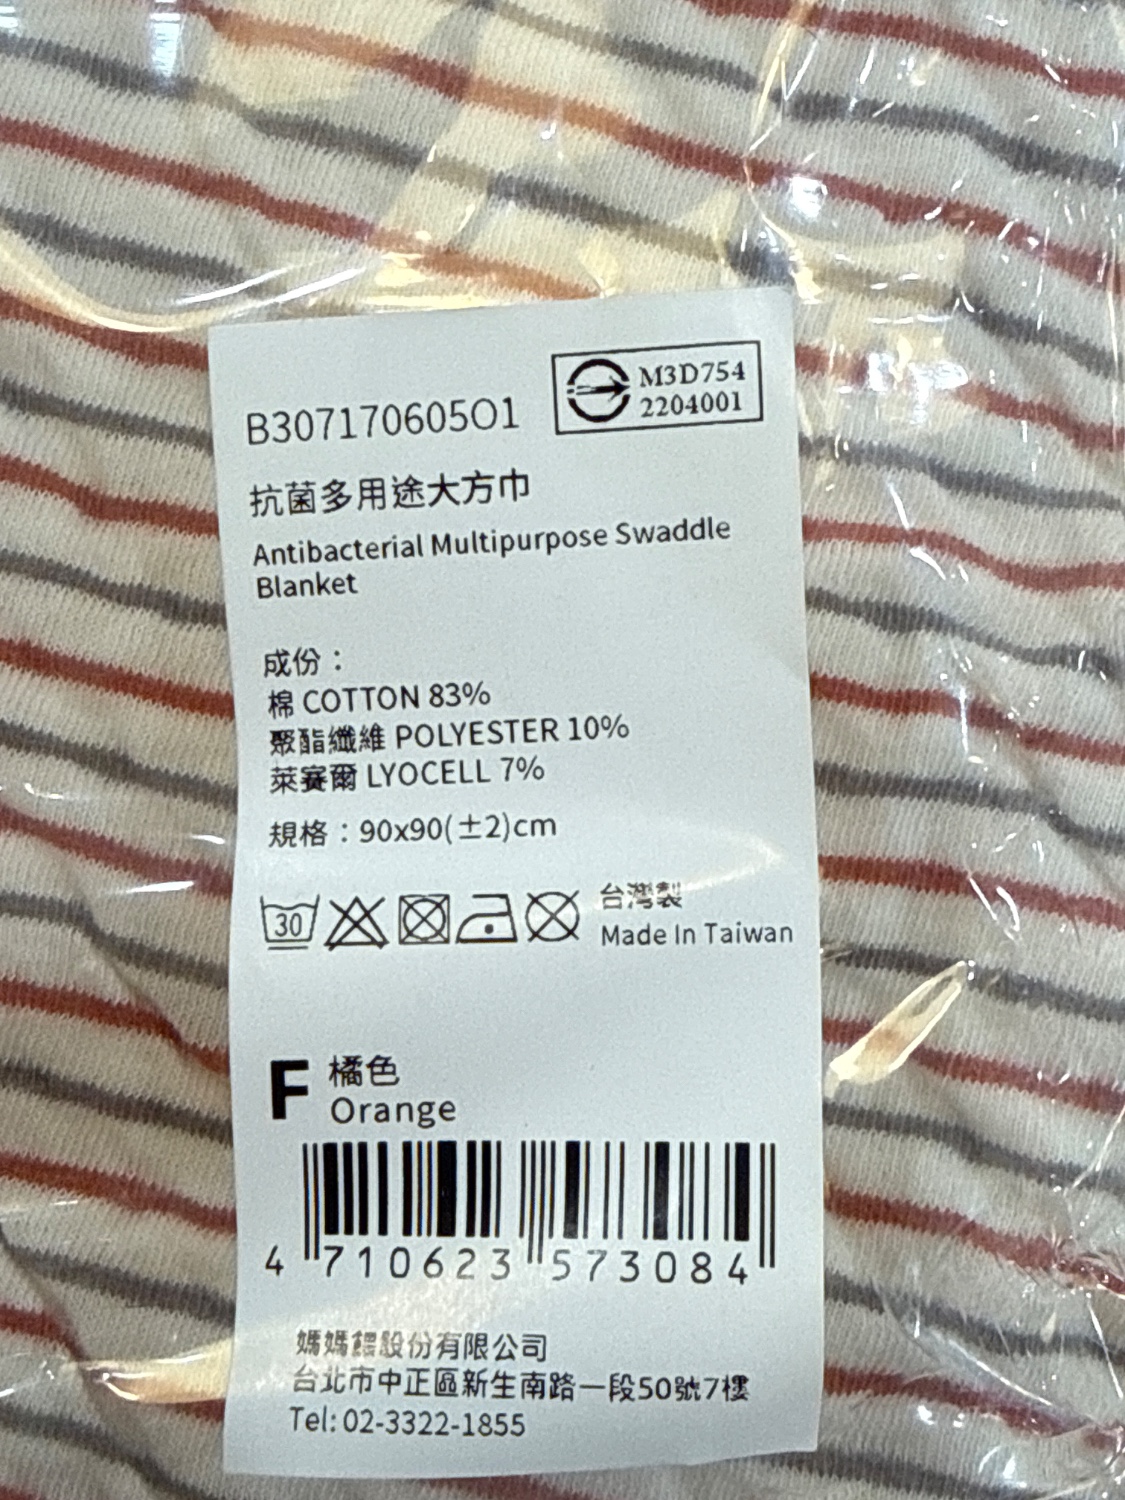 B30717060501
M3D754
2204001
抗菌多用途大方巾
Antibacterial Multipurpose Swaddle
Blanket
成份：
棉 COTTON 83%
聚酯纖維 POLYESTER 10%
萊賽爾 LYOCELL 7%
規格：90x90(±2)cm
30
台灣製
Made In Taiwan
F 橘色
Orange
4 710623 573084
媽媽餵股份有限公司
台北市中正區新生南路一段50號7樓
Tel: 02-3322-1855